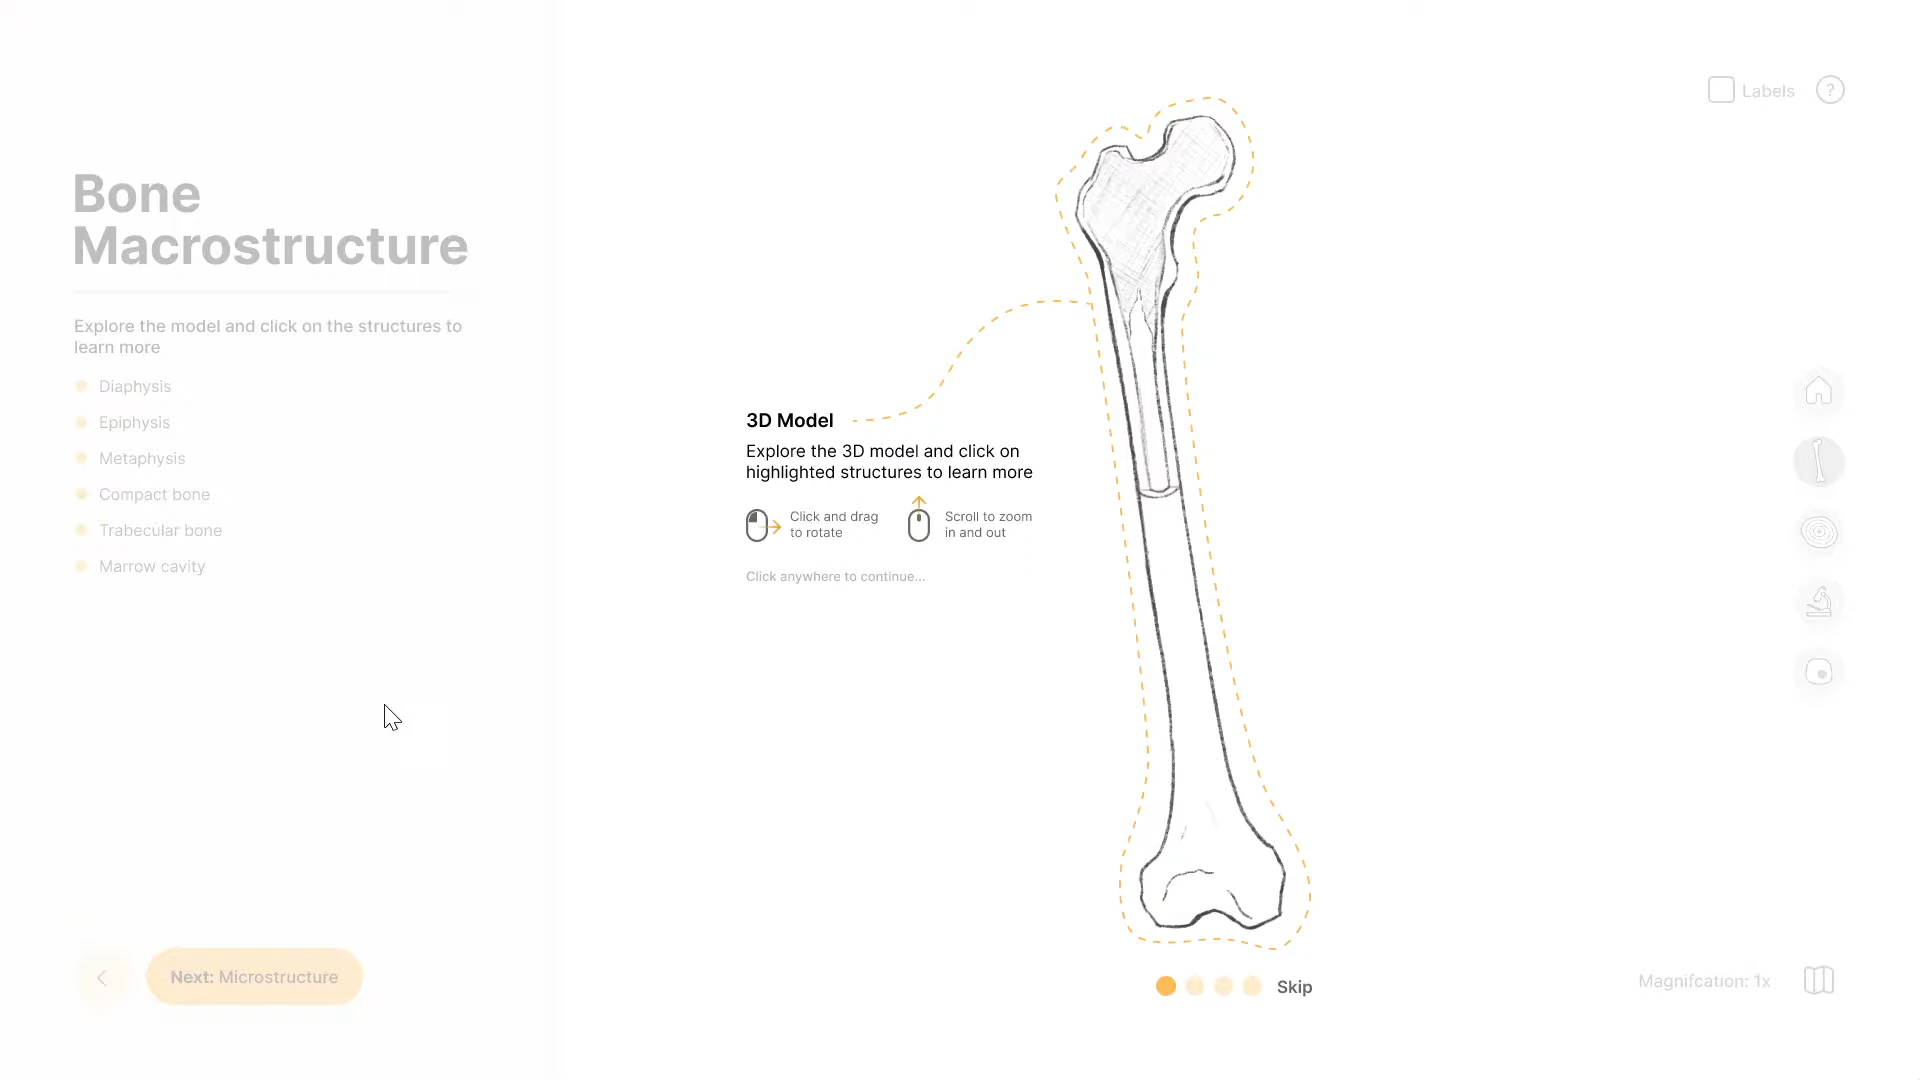 Labels
?
Bone
Macrostructure
Explore the model and click on the structures to
learn more
Diaphysis
Epiphysis
Metaphysis
Compact bone
Trabecular bone
Marrow cavity
3D Model
Explore the 3D model and click on
highlighted structures to learn more
Click and drag
to rotate
Scroll to zoom
in and out
Click anywhere to continue...
Next: Microstructure
Skip
Magnifcation: 1x